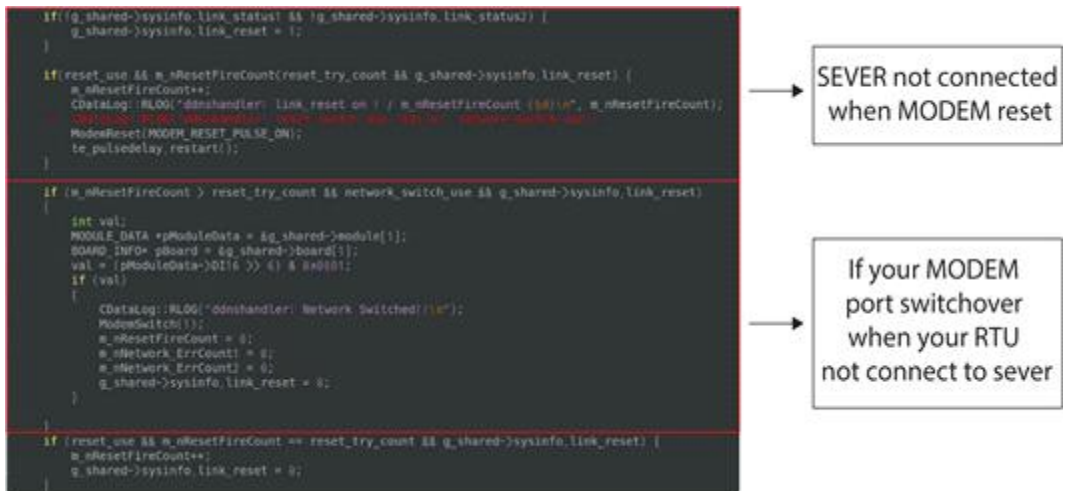 if(!g_shared->sysinfo.link_status1 && !g_shared->sysinfo.link_status2) {
g_shared->sysinfo.link_reset = 1;
}
if(reset_use && m_nResetFireCount(reset_try_count && g_shared->sysinfo.link_reset) {
m_nResetFireCount++;
CDataLog::RLOG("ddnshandler: link_reset on ! / m_nResetFireCount (%d)\n", m_nResetFireCount);
ModemReset(MODEM_RESET_PULSE_ON);
te_pulsedelay.restart();
}
if (m_nResetFireCount > reset_try_count && network_switch_use && g_shared->sysinfo.link_reset)
{
int val;
MODULE_DATA *pModuleData = &g_shared->module[1];
BOARD_INFO* pBoard = &g_shared->board[1];
val = (pModuleData->DI16 >> 6) & 0x0001;
if (val)
{
CDataLog::RLOG("ddnshandler: Network Switched!\n");
ModemSwitch(1);
m_nResetFireCount = 0;
m_nNetwork_ErrCount1 = 0;
m_nNetwork_ErrCount2 = 0;
g_shared->sysinfo.link_reset = 0;
}
}
if (reset_use && m_nResetFireCount == reset_try_count && g_shared->sysinfo.link_reset) {
m_nResetFireCount++;
g_shared->sysinfo.link_reset = 0;
}
SEVER not connected
when MODEM reset
If your MODEM
port switchover
when your RTU
not connect to sever